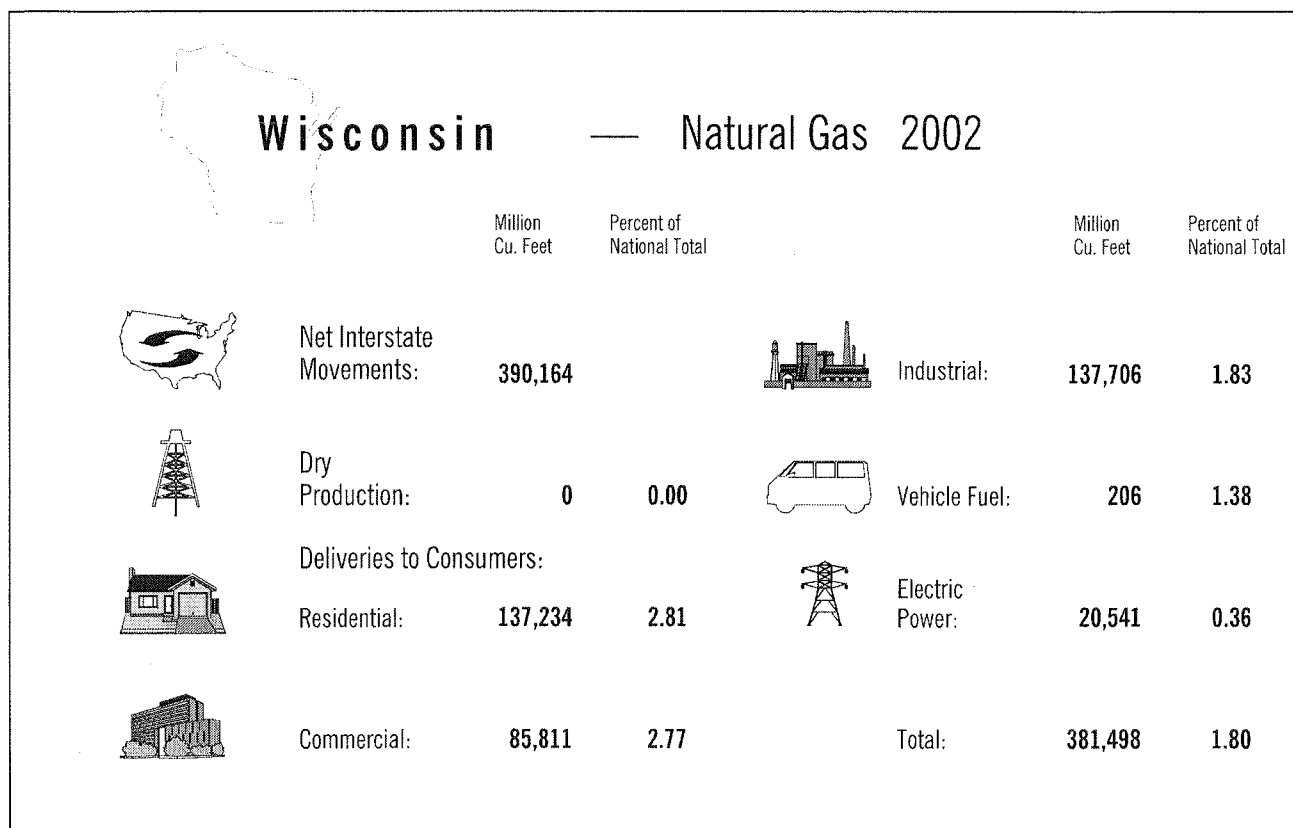 Wisconsin — Natural Gas 2002
Million
Cu. Feet
Percent of
National Total
Net Interstate
Movements: 390,164
Dry
Production: 0 0.00
Deliveries to Consumers:
Residential: 137,234 2.81
Commercial: 85,811 2.77
Million
Cu. Feet
Percent of
National Total
Industrial: 137,706 1.83
Vehicle Fuel: 206 1.38
Electric
Power: 20,541 0.36
Total: 381,498 1.80